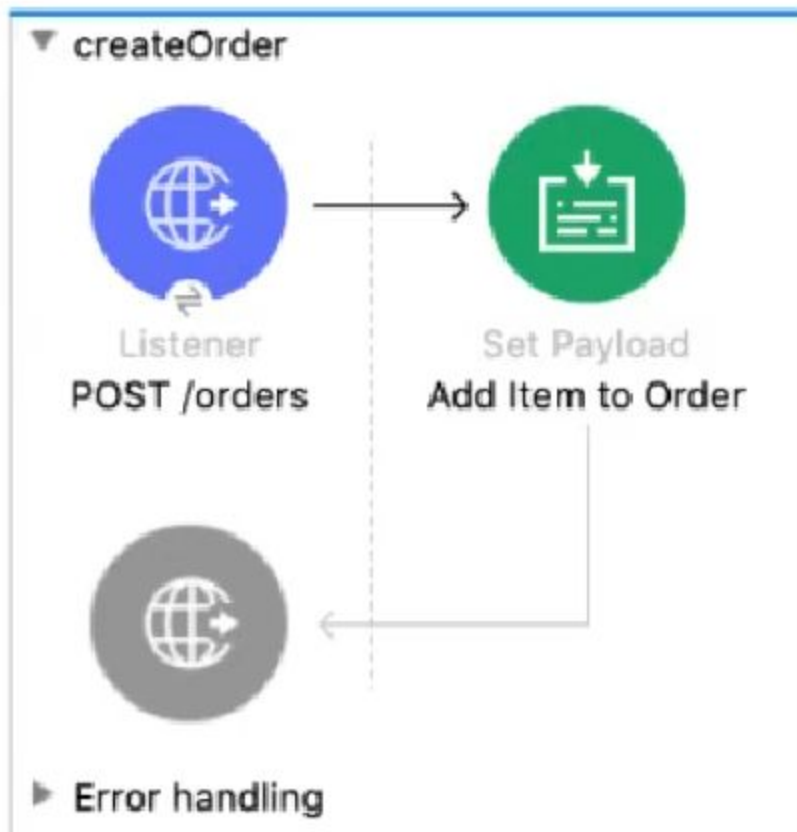 createOrder
Listener
Set Payload
POST /orders
Add Item to Order
Error handling